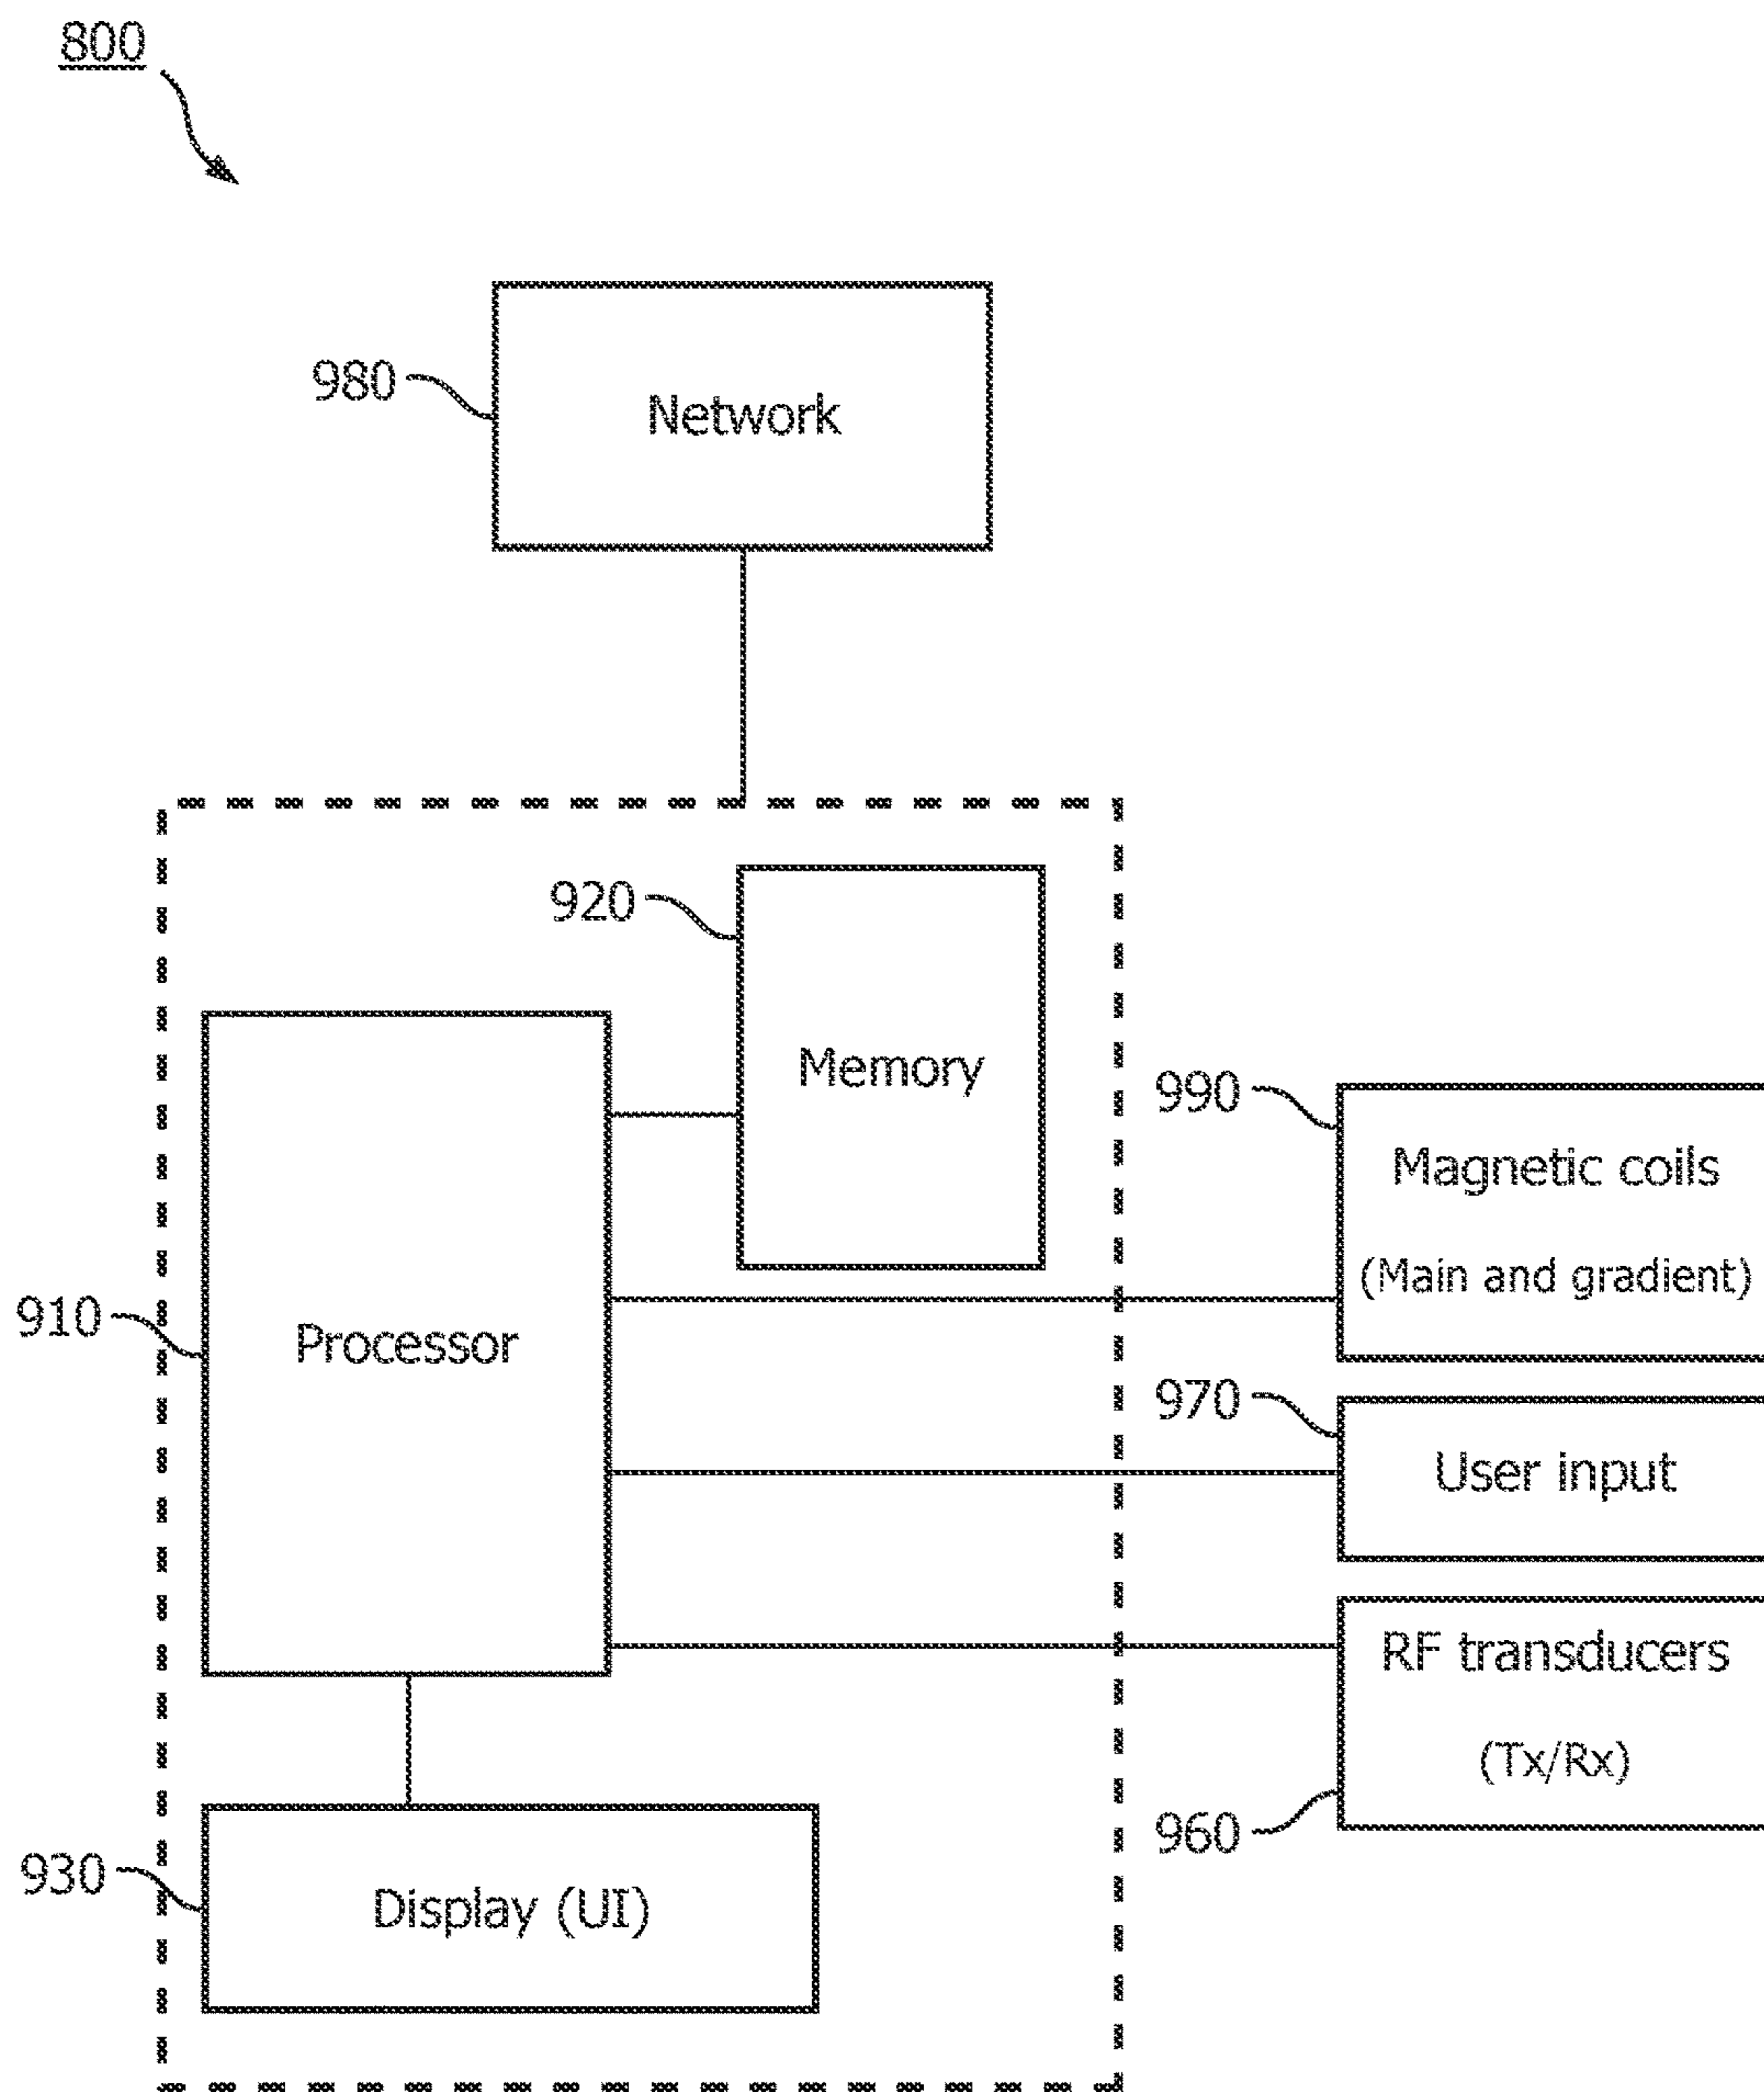 800
980
Network
920
Memory
990
Magnetic coils
(Main and gradient)
910
Processor
970
User input
RF transducers
(Tx/Rx)
960
930
Display (UI)